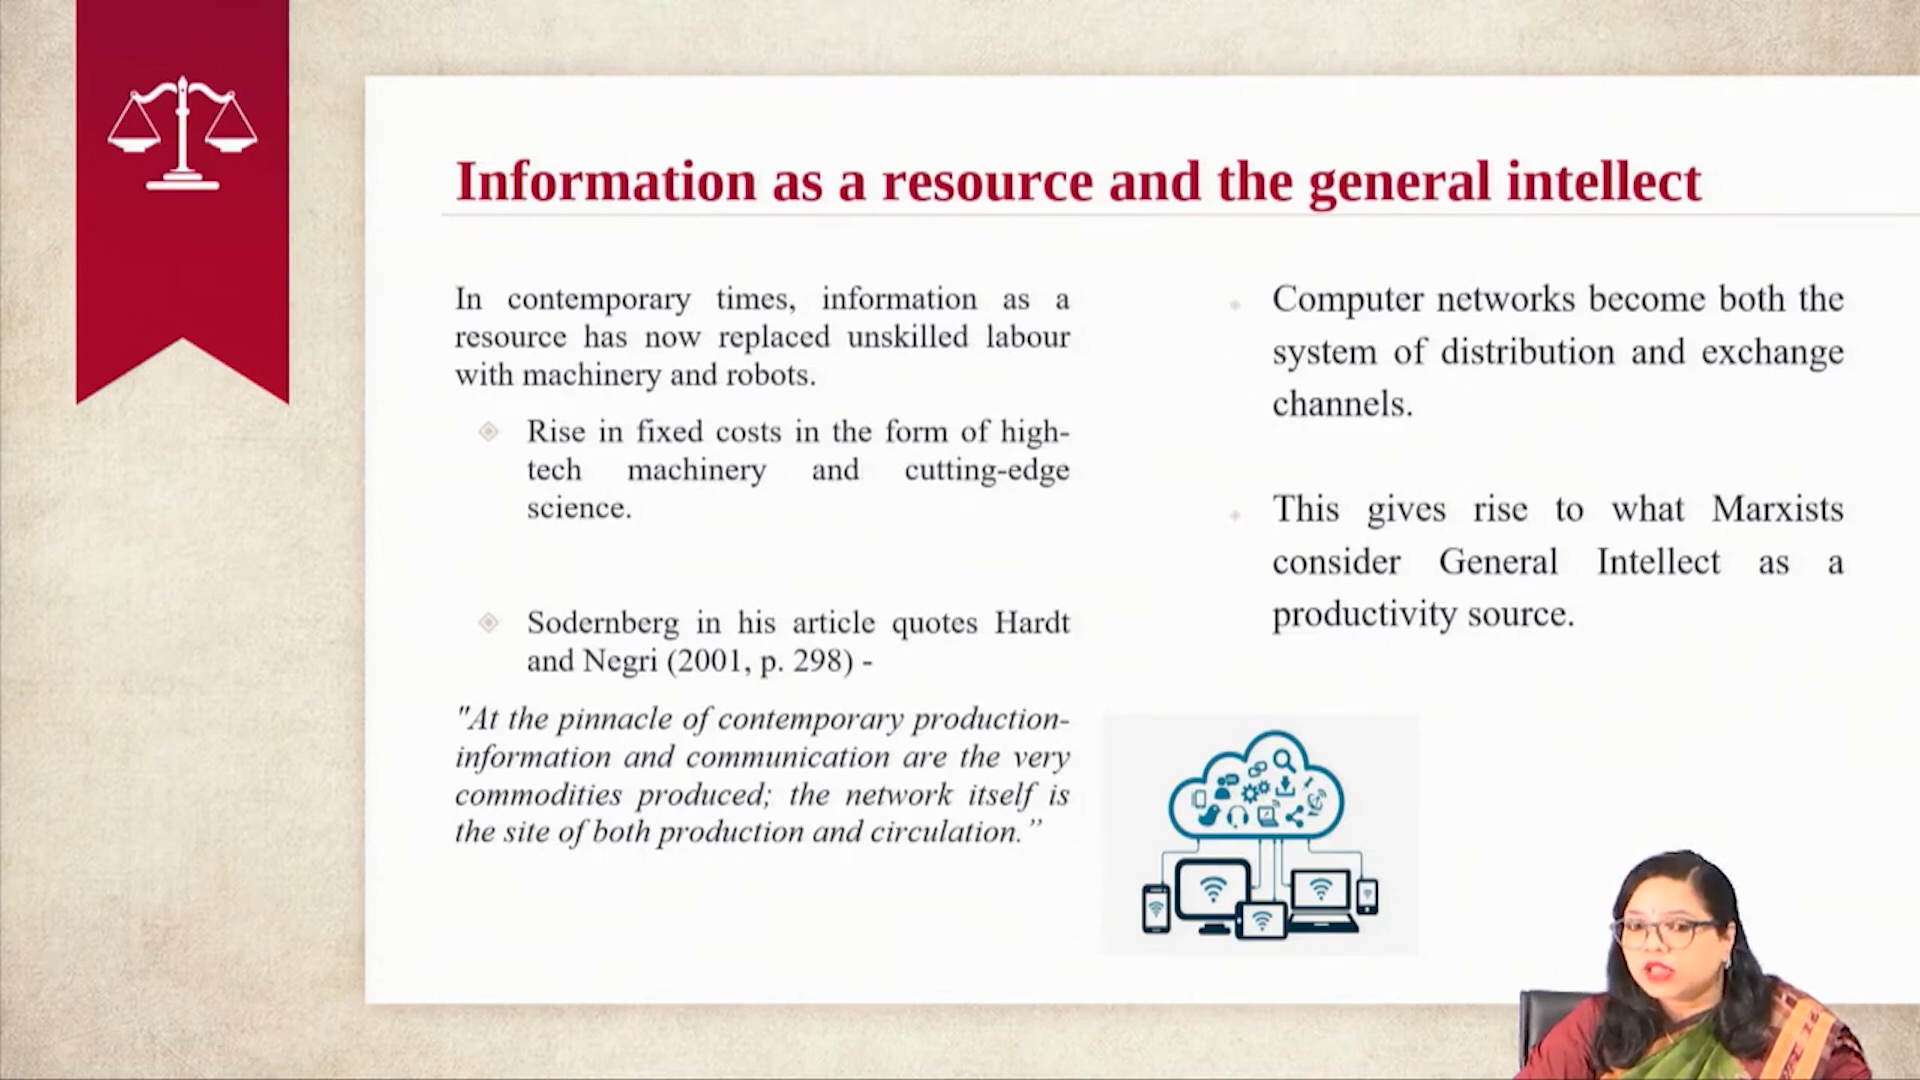 Information as a resource and the general intellect
In contemporary times, information as a
resource has now replaced unskilled labour
with machinery and robots.
Rise in fixed costs in the form of high-
tech machinery and cutting-edge
science.
Sodernberg in his article quotes Hardt
and Negri (2001, p. 298) -
"At the pinnacle of contemporary production-
information and communication are the very
commodities produced; the network itself is
the site of both production and circulation.”
Computer networks become both the
system of distribution and exchange
channels.
This gives rise to what Marxists
consider General Intellect as a
productivity source.